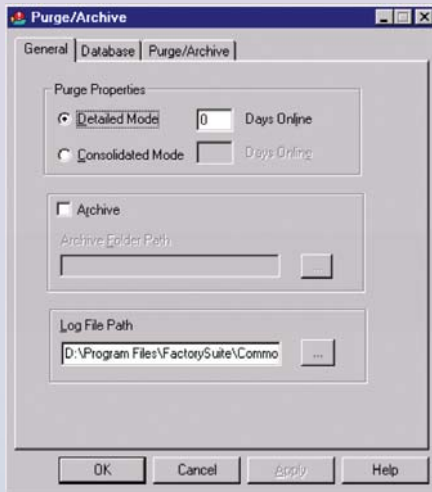 Purge/Archive
General Database Purge/Archive
Purge Properties
Detailed Mode 0 Days Online
Consolidated Mode Days Online
Archive
Archive Folder Path
...
Log File Path
D:\Program Files\FactorySuite\Commo ...
OK Cancel Apply Help